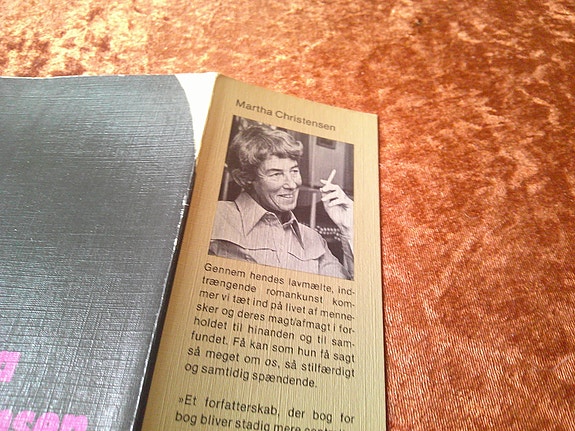 Martha Christensen
Gennem hendes lavmælte, ind-
trængende romankunst kom-
mer vi tæt ind på livet af menne-
sker og deres magt/afmagt i for-
holdet til hinanden og til sam-
fundet. Få kan som hun få sagt
så meget om os, så stilfærdigt
og samtidig spændende.
»Et forfatterskab, der bog for
bog bliver stadig mere